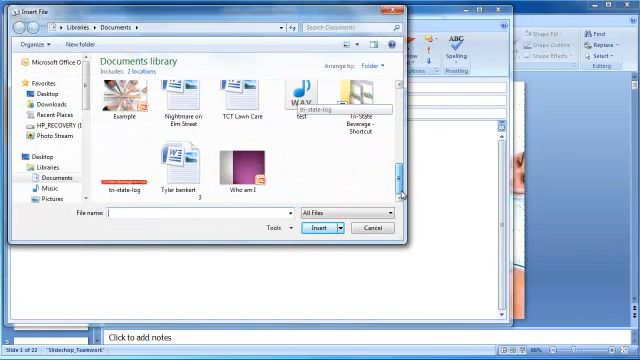 Insert File
Libraries
Documents
Search Documents
Organize
New folder
Microsoft Office O
Favorites
Desktop
Downloads
Recent Places
HP_RECOVERY (D
Photo Stream
Desktop
Libraries
Documents
Music
Pictures
Documents library
Includes: 2 locations
Arrange by:
Folder
Example
Nightmare on
Elm Street
TCT Lawn Care
WAV
test
tri-state-log
Tri-State
Beverage -
Shortcut
tri-state-log
Tyler benkart
3
Who am I
File name:
All Files
Tools
Insert
Cancel
ABC
Spelling
Proofing
Shape Fill
Shape Outline
Shape Effects
Find
Replace
Select
Editing
Click to add notes
Slide 1 of 22
"Slideshop_Teamwork"
66%